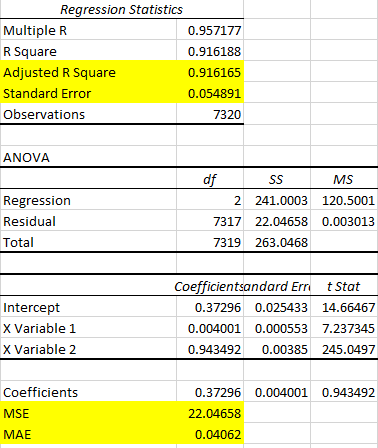 Regression Statistics
Multiple R 0.957177
R Square 0.916188
Adjusted R Square 0.916165
Standard Error 0.054891
Observations 7320
ANOVA
df SS MS
Regression 2 241.0003 120.5001
Residual 7317 22.04658 0.003013
Total 7319 263.0468
Coefficientsandard Erro t Stat
Intercept 0.37296 0.025433 14.66467
X Variable 1 0.004001 0.000553 7.237345
X Variable 2 0.943492 0.00385 245.0497
Coefficients 0.37296 0.004001 0.943492
MSE 22.04658
MAE 0.04062